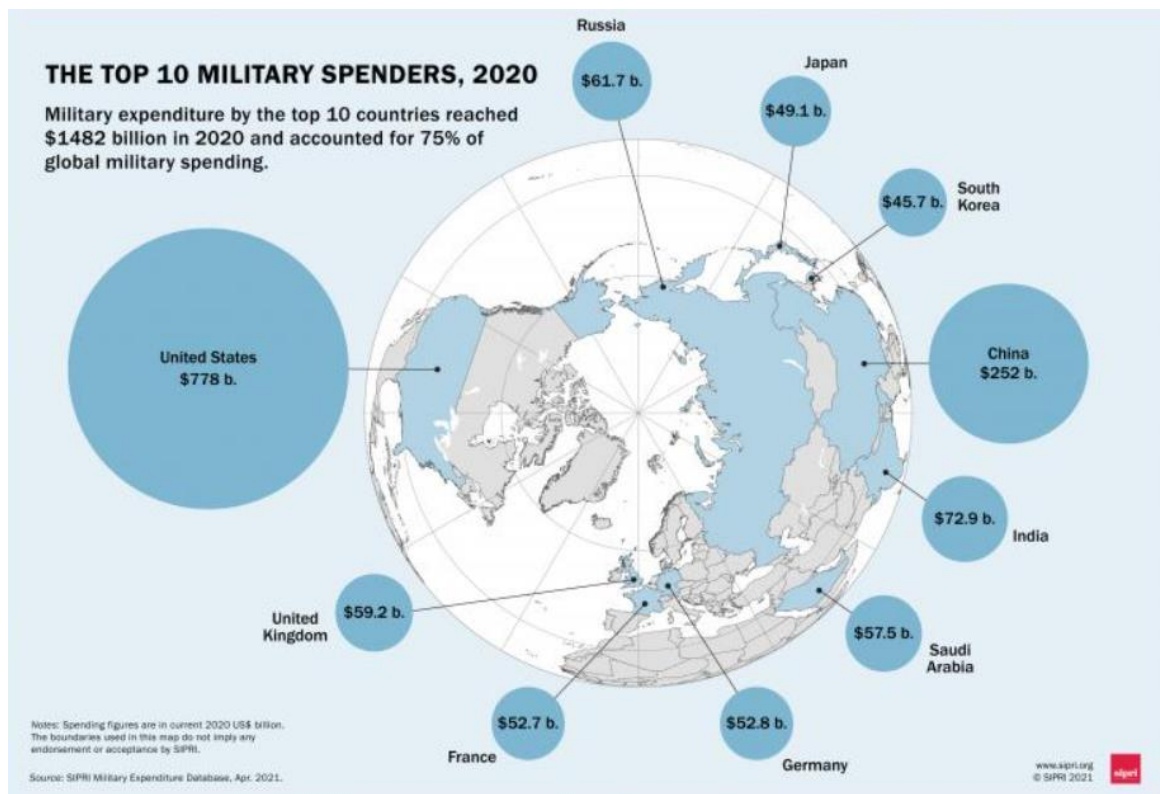 THE TOP 10 MILITARY SPENDERS, 2020
Military expenditure by the top 10 countries reached
$1482 billion in 2020 and accounted for 75% of
global military spending.
Russia
$61.7 b.
Japan
$49.1 b.
South
Korea
$45.7 b.
United States
$778 b.
China
$252 b.
$72.9 b.
India
United
Kingdom
$59.2 b.
$57.5 b.
Saudi
Arabia
$52.7 b.
France
$52.8 b.
Germany
Notes: Spending figures are in current 2020 US$ billion.
The boundaries used in this map do not imply any
endorsement or acceptance by SIPRI.
Source: SIPRI Military Expenditure Database, Apr. 2021.
www.sipri.org
© SIPRI 2021
sipri